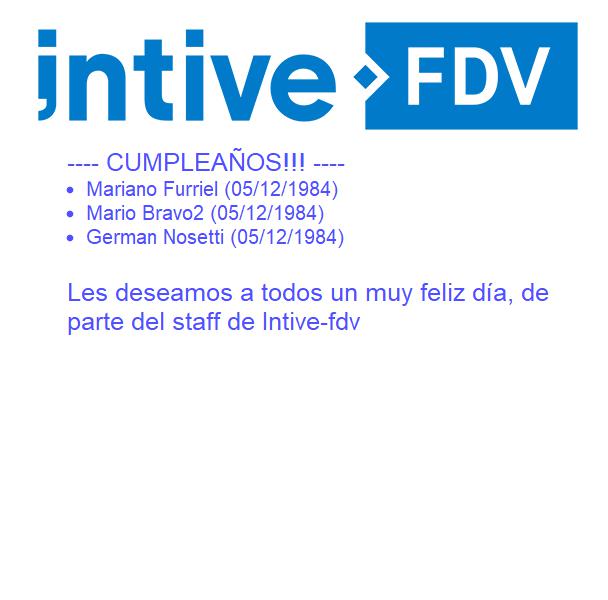 intive FDV
---- CUMPLEAÑOS!!! ----
• Mariano Furriel (05/12/1984)
• Mario Bravo2 (05/12/1984)
• German Nosetti (05/12/1984)
Les deseamos a todos un muy feliz día, de
parte del staff de Intive-fdv